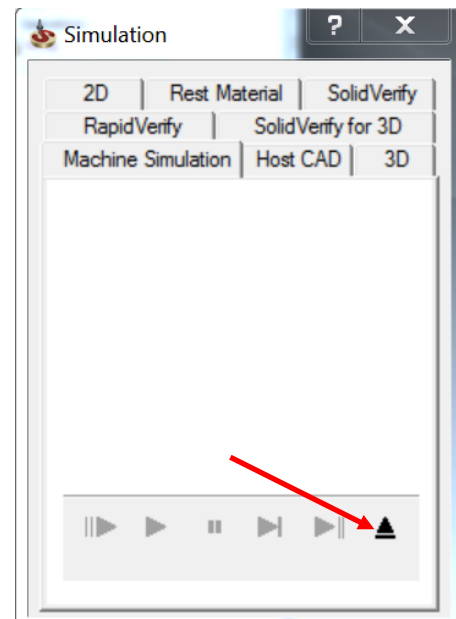 Simulation ? X
2D Rest Material SolidVerify
RapidVerify SolidVerify for 3D
Machine Simulation Host CAD 3D